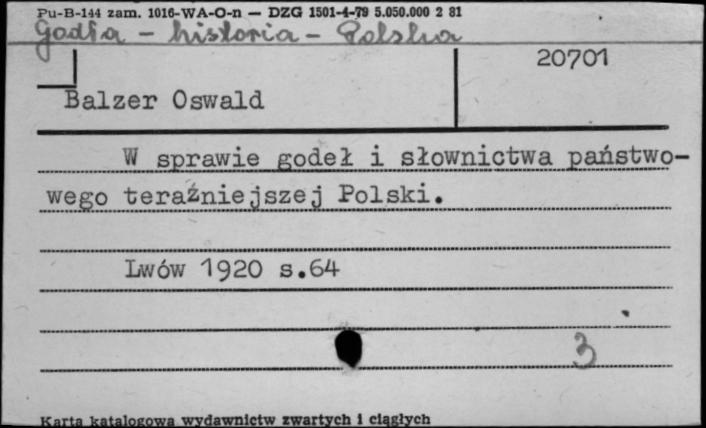 Pu-B-144 zam. 1016-WA-O-n — DZG 1501-4-79 5.050.000 2 81
Godła - historia - Polska
20701
Balzer Oswald
W sprawie godeł i słownictwa państwo-
wego teraźniejszej Polski.
Lwów 1920 s.64
3
Karta katalogowa wydawnictw zwartych i ciągłych